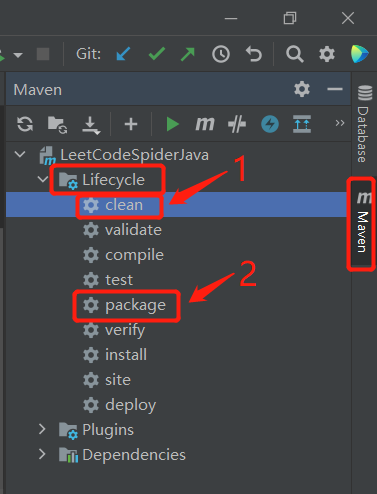 Git:
Maven
»
LeetCodeSpiderJava
1
Lifecycle
clean
validate
compile
test
2
package
verify
install
site
deploy
Plugins
Dependencies
Database
m
Maven